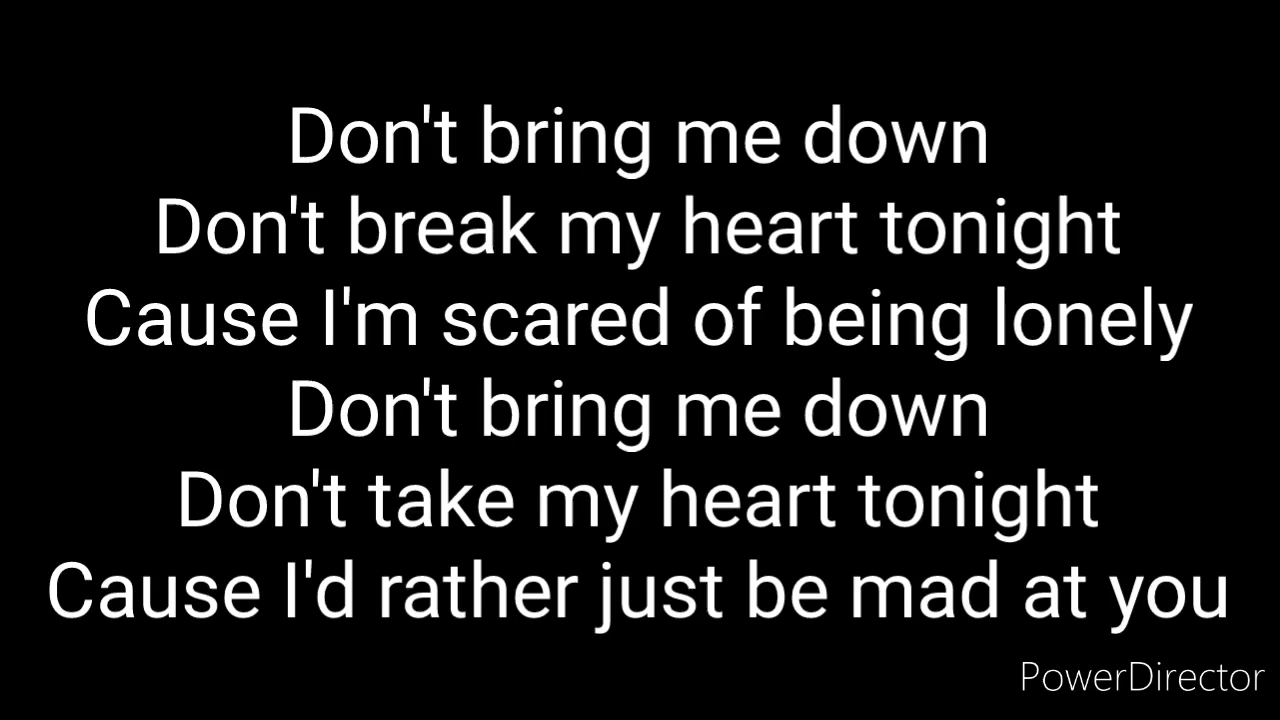 Don't bring me down
Don't break my heart tonight
Cause I'm scared of being lonely
Don't bring me down
Don't take my heart tonight
Cause I'd rather just be mad at you
PowerDirector